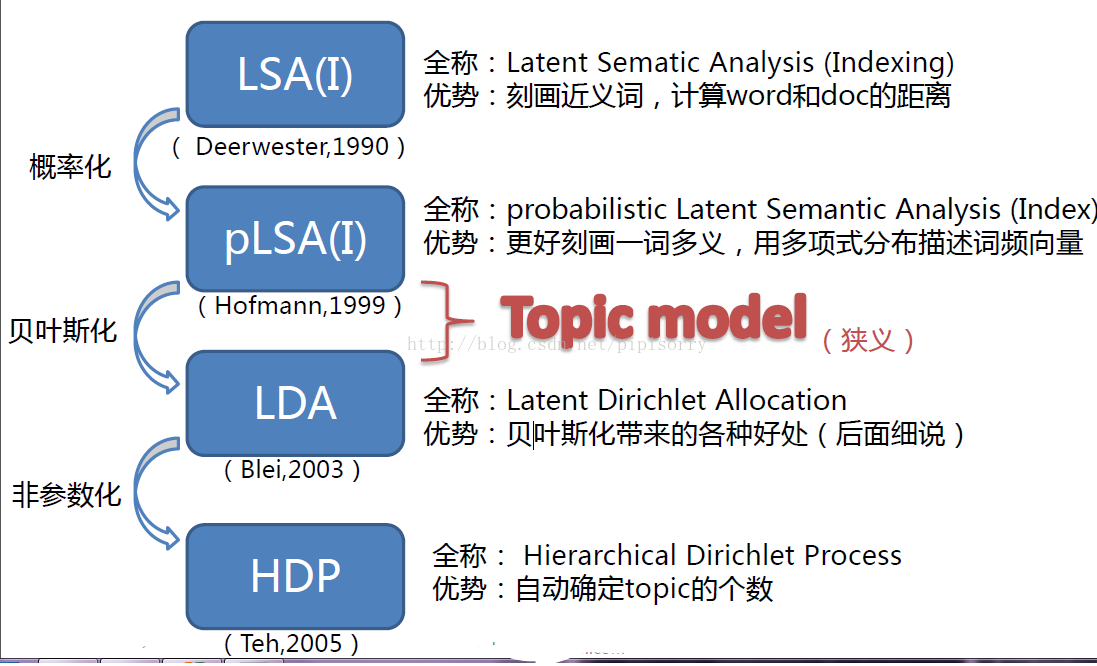 LSA(I)
全称：Latent Sematic Analysis (Indexing)
优势：刻画近义词，计算word和doc的距离
（ Deerwester,1990 ）
概率化
pLSA(I)
全称：probabilistic Latent Semantic Analysis (Index)
优势：更好刻画一词多义，用多项式分布描述词频向量
（ Hofmann,1999 ）
贝叶斯化
Topic model
（狭义）
http://blog.csdn.net/pipisorry
LDA
全称：Latent Dirichlet Allocation
优势：贝叶斯化带来的各种好处（后面细说）
（ Blei,2003 ）
非参数化
HDP
全称： Hierarchical Dirichlet Process
优势：自动确定topic的个数
（ Teh,2005 ）